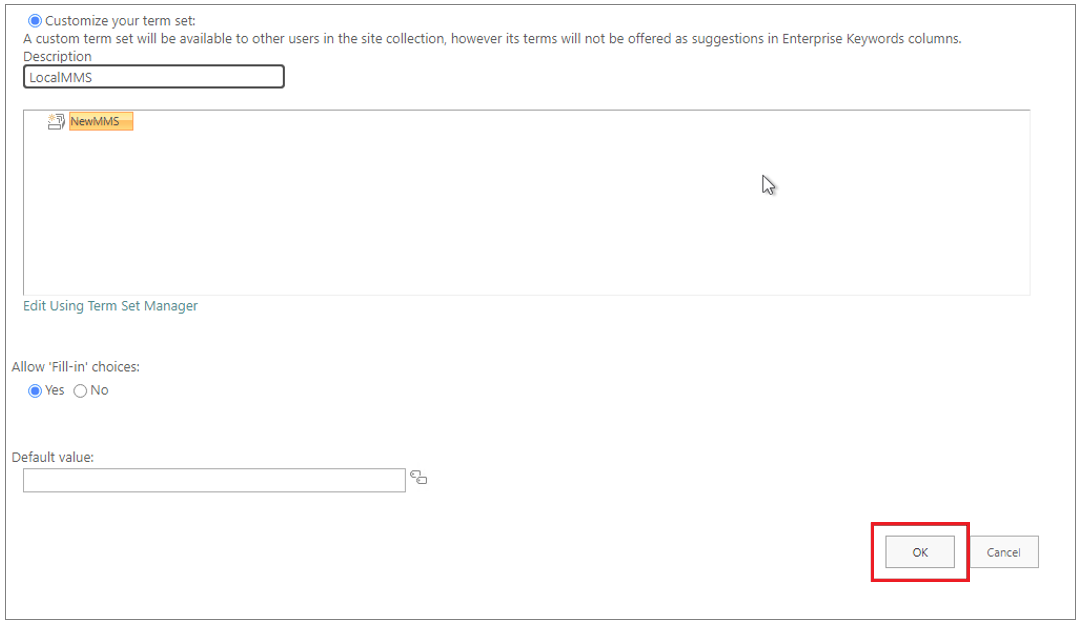 Customize your term set:
A custom term set will be available to other users in the site collection, however its terms will not be offered as suggestions in Enterprise Keywords columns.
Description
LocalMMS
NewMMS
Edit Using Term Set Manager
Allow 'Fill-in' choices:
Yes No
Default value:
OK Cancel